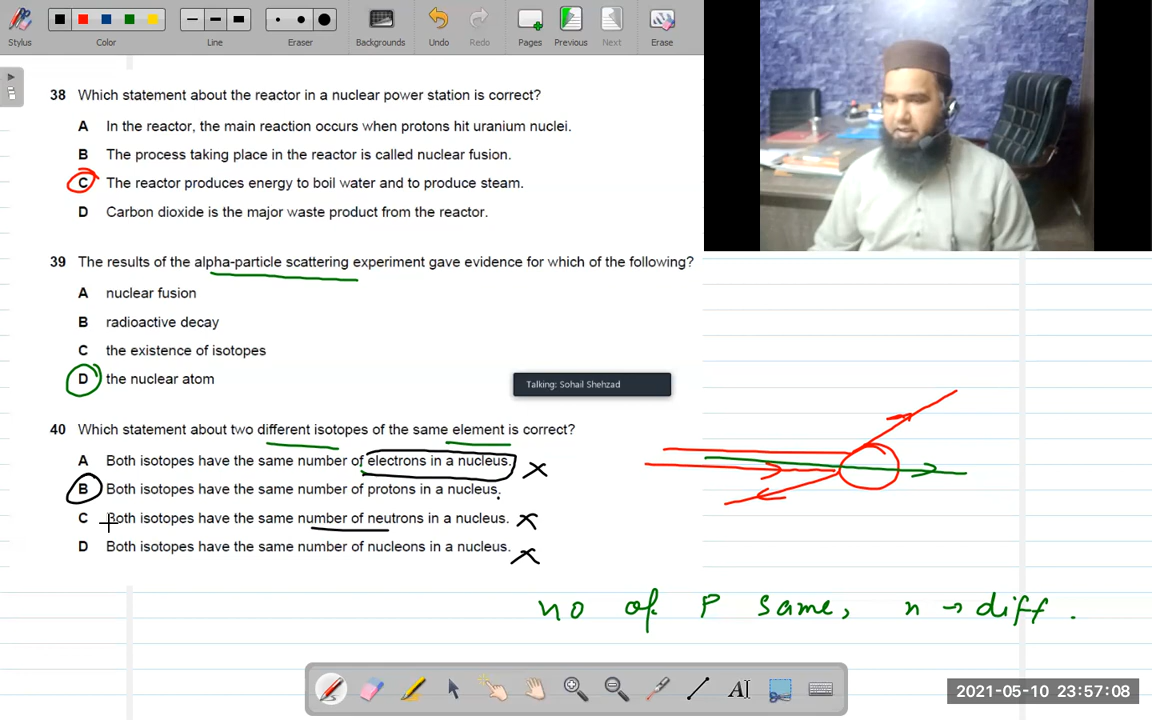 Stylus Color Line Eraser Backgrounds Undo Redo Pages Previous Next Erase
38 Which statement about the reactor in a nuclear power station is correct?
A In the reactor, the main reaction occurs when protons hit uranium nuclei.
B The process taking place in the reactor is called nuclear fusion.
C The reactor produces energy to boil water and to produce steam.
D Carbon dioxide is the major waste product from the reactor.
39 The results of the alpha-particle scattering experiment gave evidence for which of the following?
A nuclear fusion
B radioactive decay
C the existence of isotopes
D the nuclear atom
Talking: Sohail Shehzad
40 Which statement about two different isotopes of the same element is correct?
A Both isotopes have the same number of electrons in a nucleus.
B Both isotopes have the same number of protons in a nucleus.
C Both isotopes have the same number of neutrons in a nucleus.
D Both isotopes have the same number of nucleons in a nucleus.
no of P same, n → diff.
2021-05-10 23:57:08